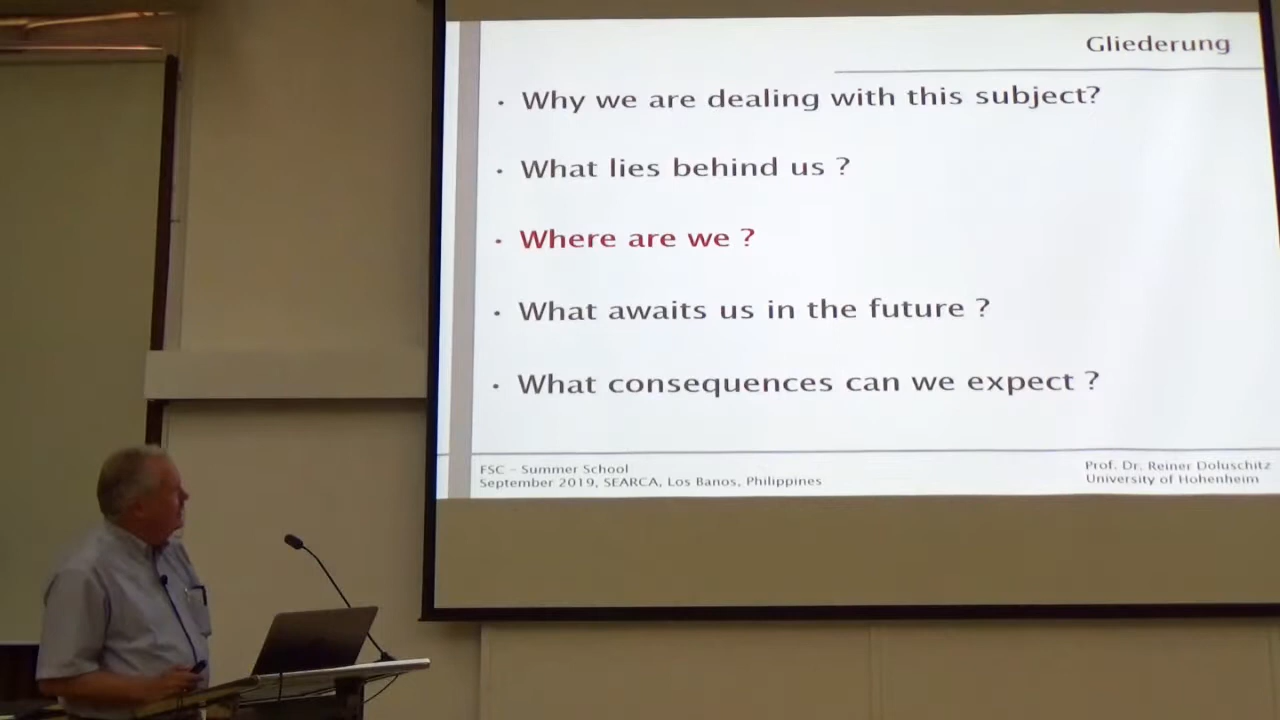 Gliederung
· Why we are dealing with this subject?
· What lies behind us ?
· Where are we ?
· What awaits us in the future ?
· What consequences can we expect ?
FSC – Summer School
September 2019, SEARCA, Los Banos, Philippines
Prof. Dr. Reiner Doluschitz
University of Hohenheim